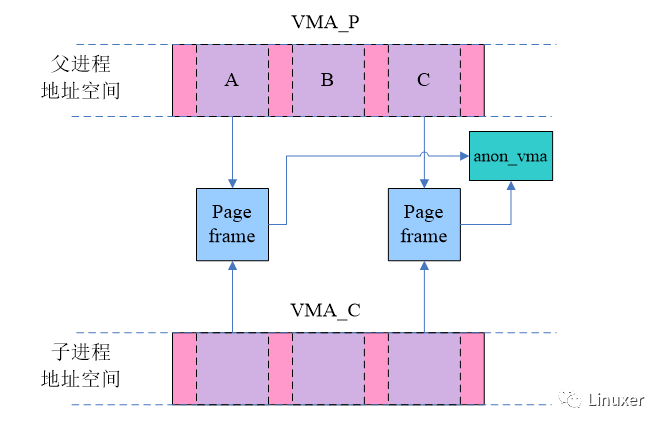 VMA_P
父进程
地址空间
A
B
C
anon_vma
Page
frame
Page
frame
VMA_C
子进程
地址空间
Linuxer